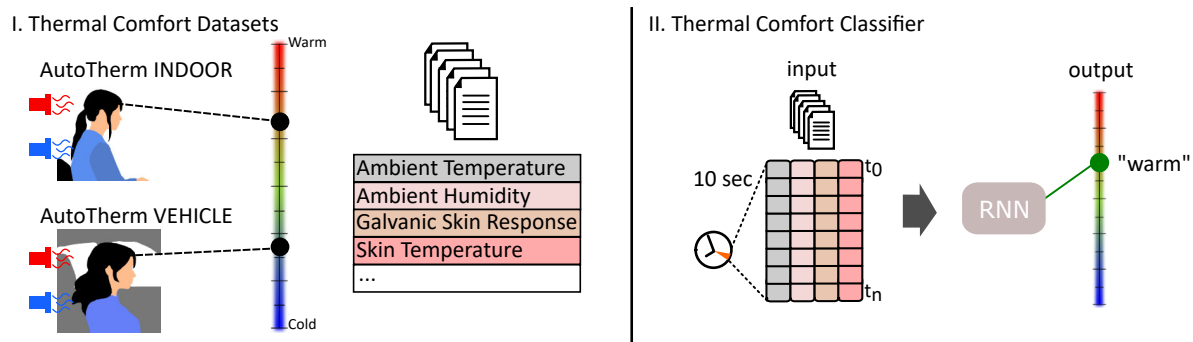 I. Thermal Comfort Datasets
Warm
AutoTherm INDOOR
AutoTherm VEHICLE
Cold
Ambient Temperature
Ambient Humidity
Galvanic Skin Response
Skin Temperature
...
II. Thermal Comfort Classifier
input
output
10 sec
t0
tn
RNN
"warm"